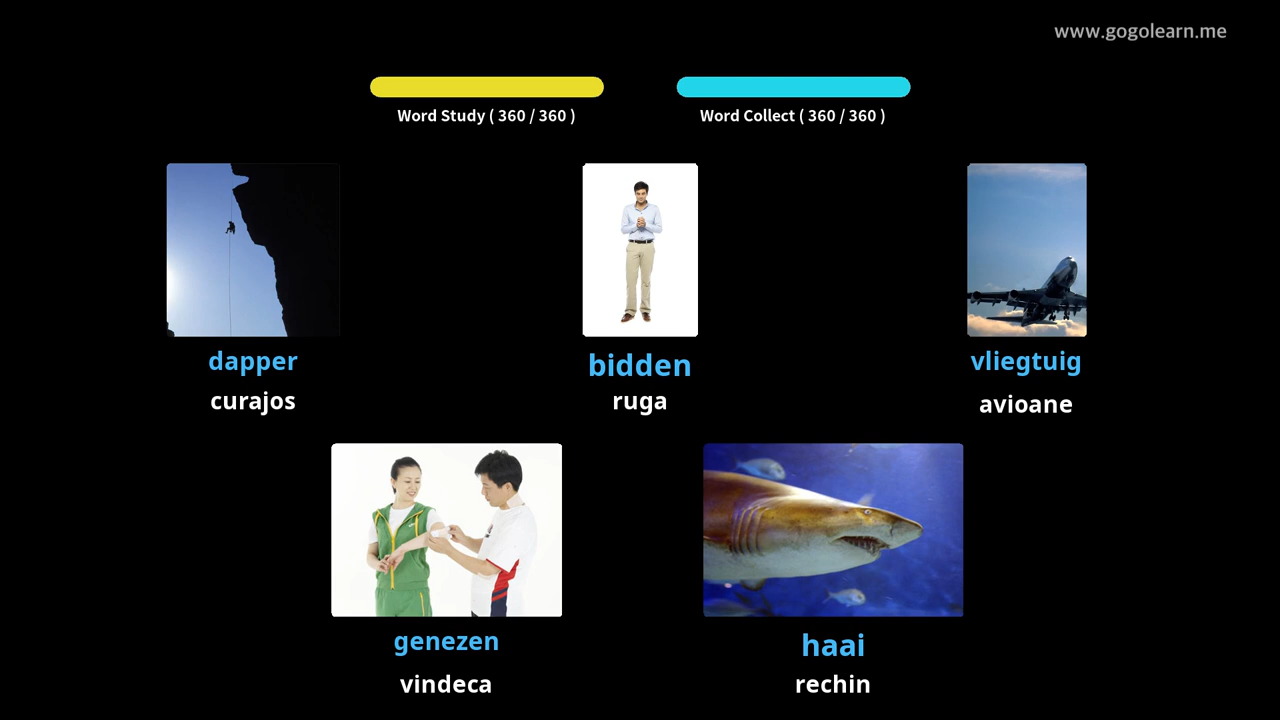 www.gogolearn.me
Word Study ( 360 / 360 )
Word Collect ( 360 / 360 )
dapper
curajos
bidden
ruga
vliegtuig
avioane
genezen
vindeca
haai
rechin